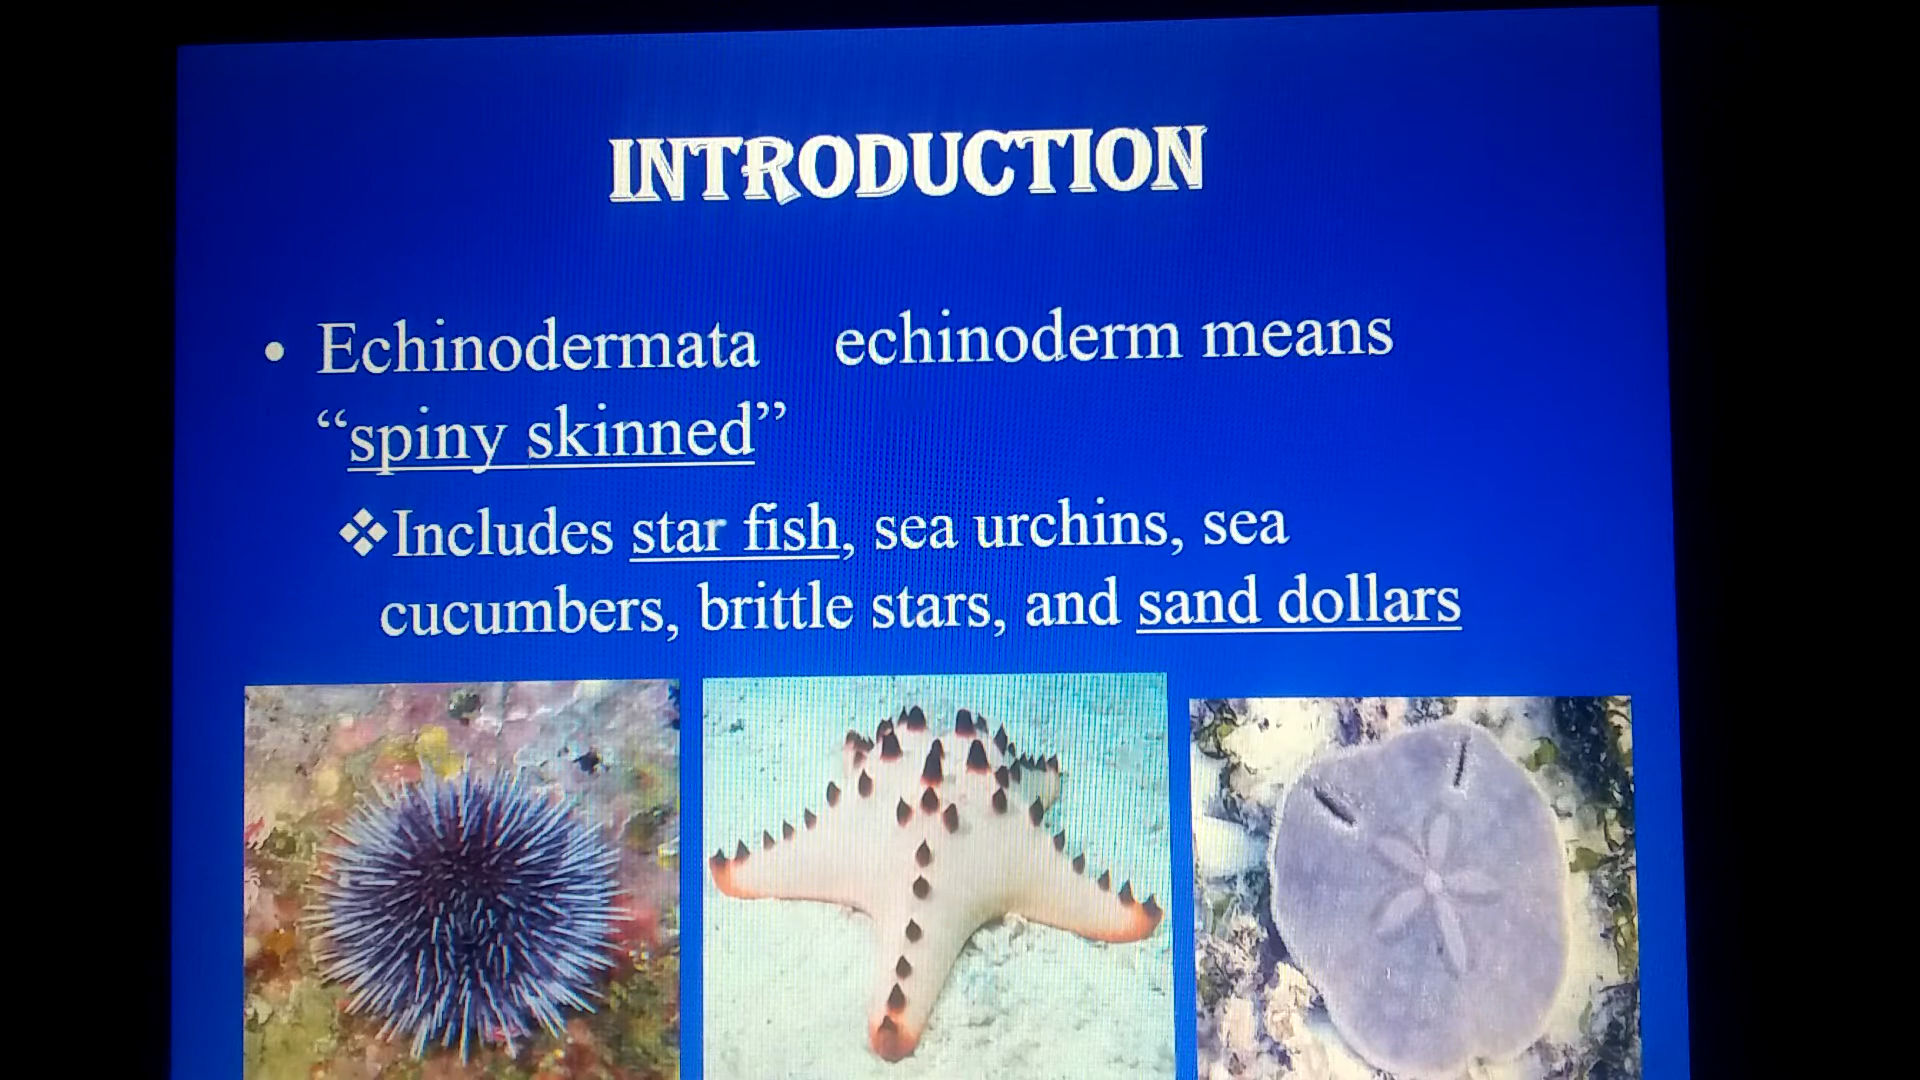 INTRODUCTION
• Echinodermata echinoderm means
“spiny skinned”
❖Includes star fish, sea urchins, sea
cucumbers, brittle stars, and sand dollars